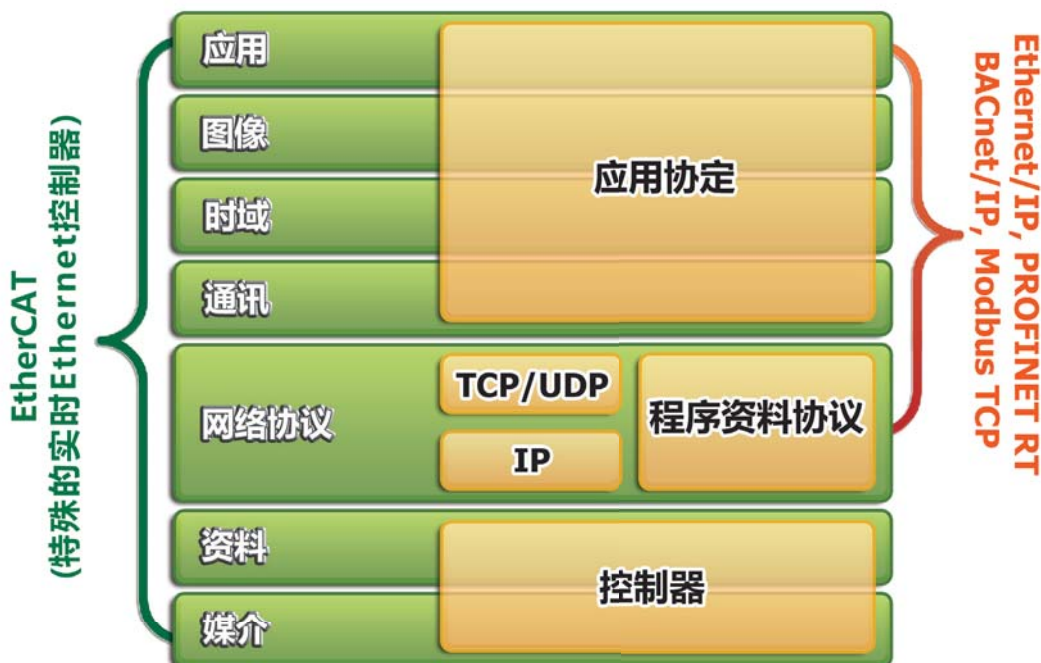 EtherCAT
(特殊的实时Ethernet控制器)
应用
图像
时域
通讯
网络协议
资料
媒介
应用协定
TCP/UDP
IP
程序资料协议
控制器
Ethernet/IP, PROFINET RT
BACnet/IP, Modbus TCP